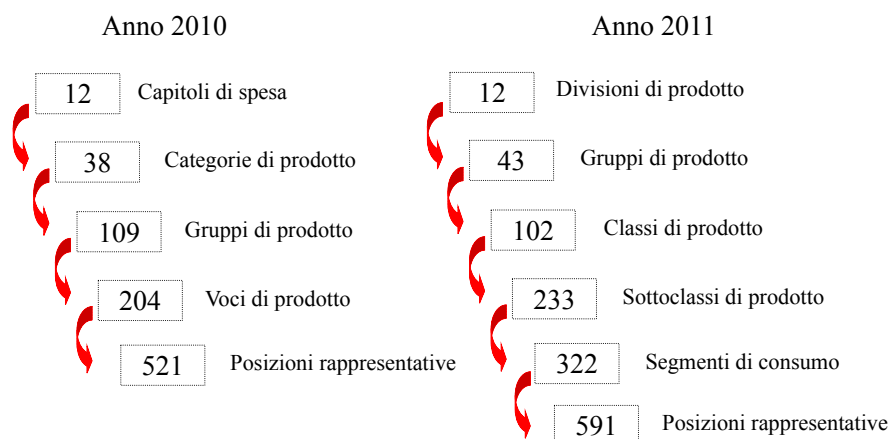 Anno 2010
12 Capitoli di spesa
38 Categorie di prodotto
109 Gruppi di prodotto
204 Voci di prodotto
521 Posizioni rappresentative
Anno 2011
12 Divisioni di prodotto
43 Gruppi di prodotto
102 Classi di prodotto
233 Sottoclassi di prodotto
322 Segmenti di consumo
591 Posizioni rappresentative